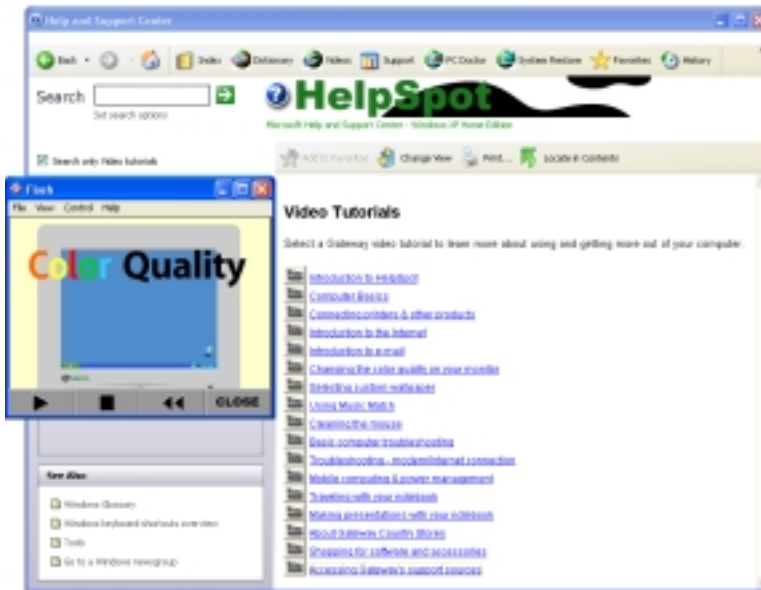 Help and Support Center
Back
Index
Dictionary
Videos
Support
PC Doctor
System Restore
Favorites
History
Search
Set search options
HelpSpot
Microsoft Help and Support Center - Windows XP Home Edition
Search only Video tutorials
Add to Favorites
Change View
Print...
Locate in Contents
Flash
File View Control Help
Color Quality
CLOSE
Video Tutorials
Select a Gateway video tutorial to learn more about using and getting more out of your computer.
Introduction to HelpSpot
Computer Basics
Connecting printers & other products
Introduction to the Internet
Introduction to e-mail
Changing the color quality on your monitor
Selecting custom wallpaper
Using Music Match
Cleaning the mouse
Basic computer troubleshooting
Troubleshooting - modem/Internet connection
Mobile computing & power management
Traveling with your notebook
Making presentations with your notebook
About Gateway Country Stores
Shopping for software and accessories
Accessing Gateway's support sources
See Also
Windows Glossary
Windows keyboard shortcuts overview
Tools
Go to a Windows newsgroup